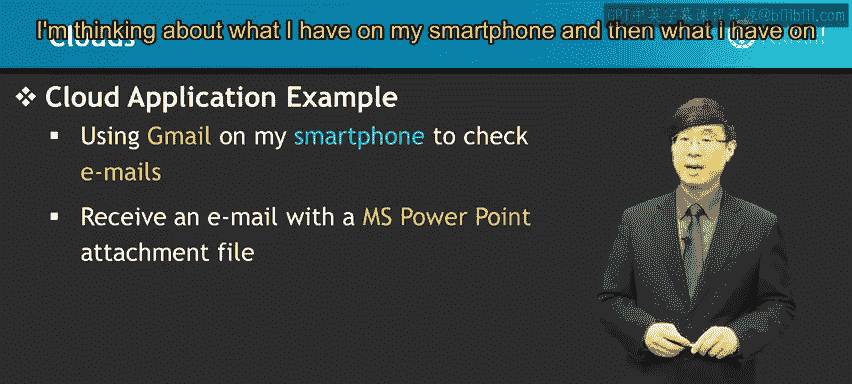 I'm thinking about what I have on my smartphone and then what I have on
Clouds
❖ Cloud Application Example
▪ Using Gmail on my smartphone to check
e-mails
▪ Receive an e-mail with a MS Power Point
attachment file